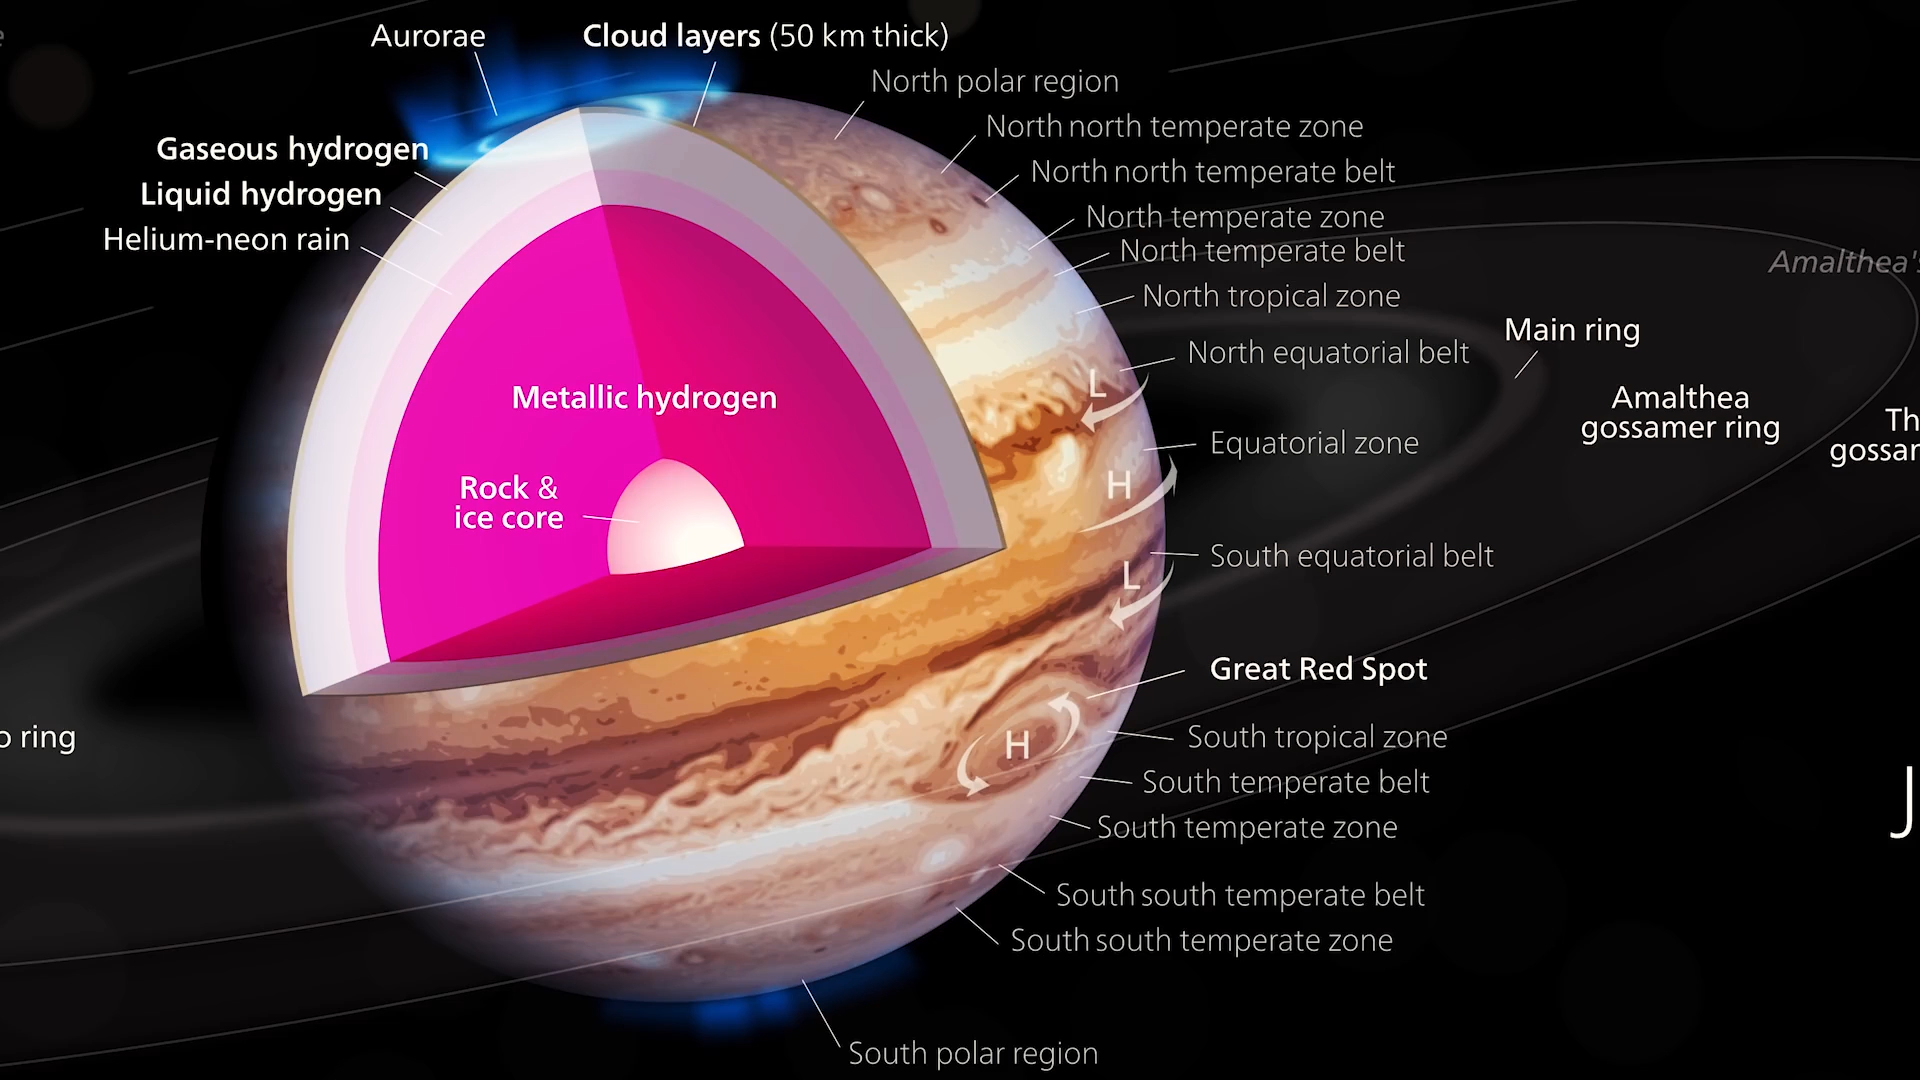 Aurorae
Cloud layers (50 km thick)
North polar region
North north temperate zone
Gaseous hydrogen
North north temperate belt
Liquid hydrogen
North temperate zone
Helium-neon rain
North temperate belt
Amalthea's
North tropical zone
Main ring
North equatorial belt
L
Metallic hydrogen
Amalthea
gossamer ring
Equatorial zone
H
Rock &
ice core
South equatorial belt
L
Great Red Spot
ring
South tropical zone
H
South temperate belt
J
South temperate zone
South south temperate belt
South south temperate zone
South polar region